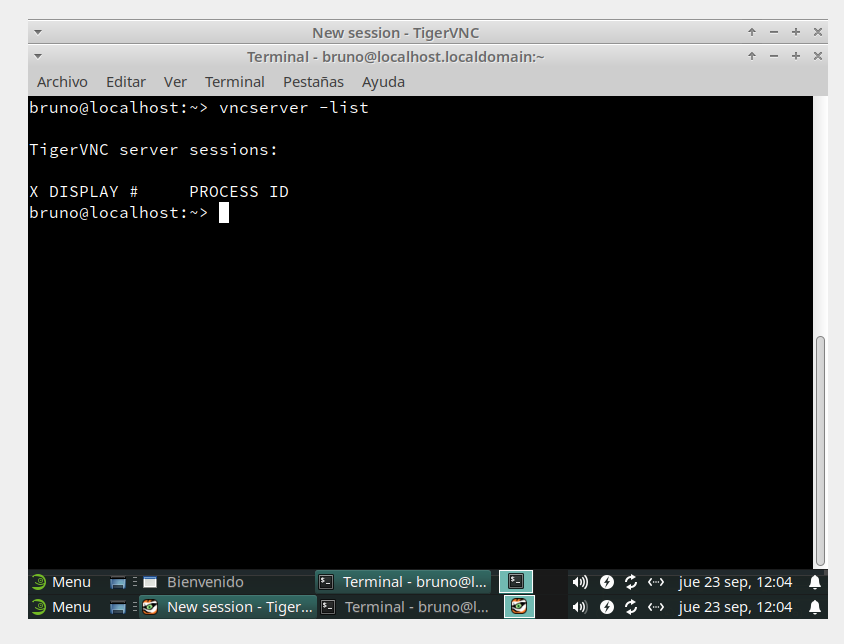 New session - TigerVNC
Terminal - bruno@localhost.localdomain:~
Archivo Editar Ver Terminal Pestañas Ayuda
bruno@localhost:~> vncserver -list
TigerVNC server sessions:
X DISPLAY # PROCESS ID
bruno@localhost:~>
Menu Bienvenido Terminal - bruno@l... jue 23 sep, 12:04
Menu New session - Tiger... Terminal - bruno@l... jue 23 sep, 12:04